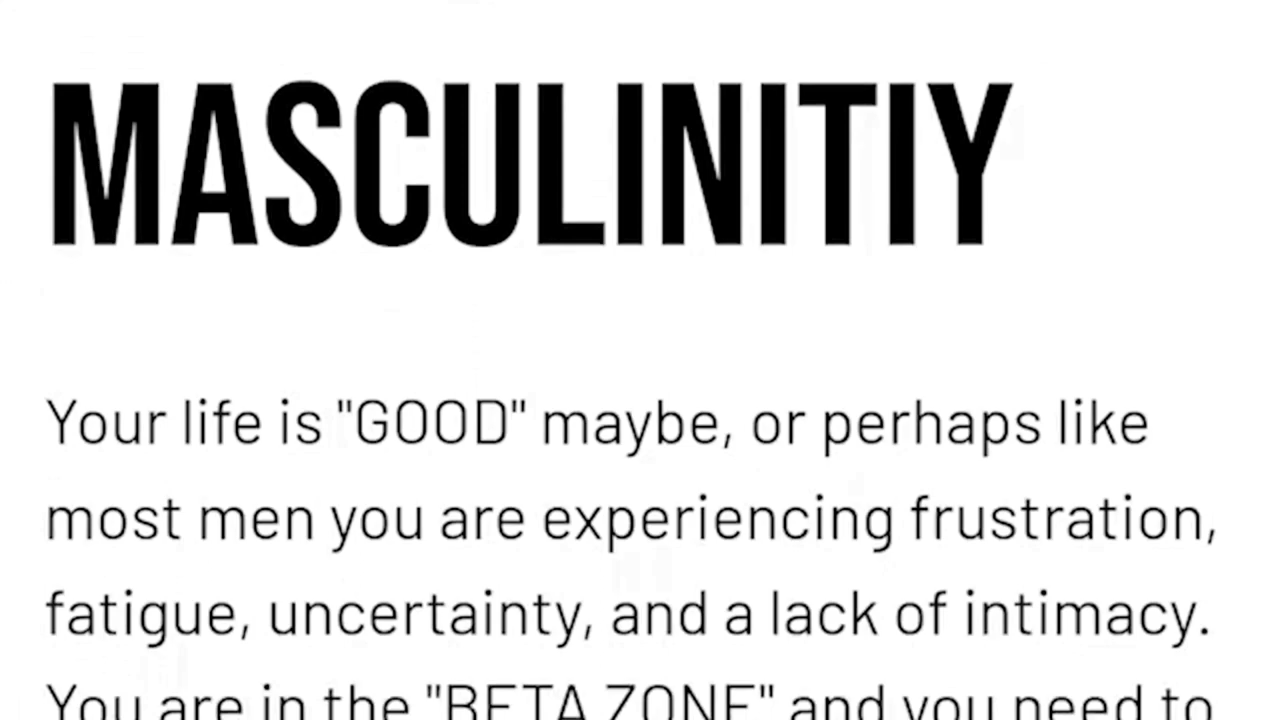 MASCULINITIY
Your life is "GOOD" maybe, or perhaps like
most men you are experiencing frustration,
fatigue, uncertainty, and a lack of intimacy.
You are in the "BETA ZONE" and you need to